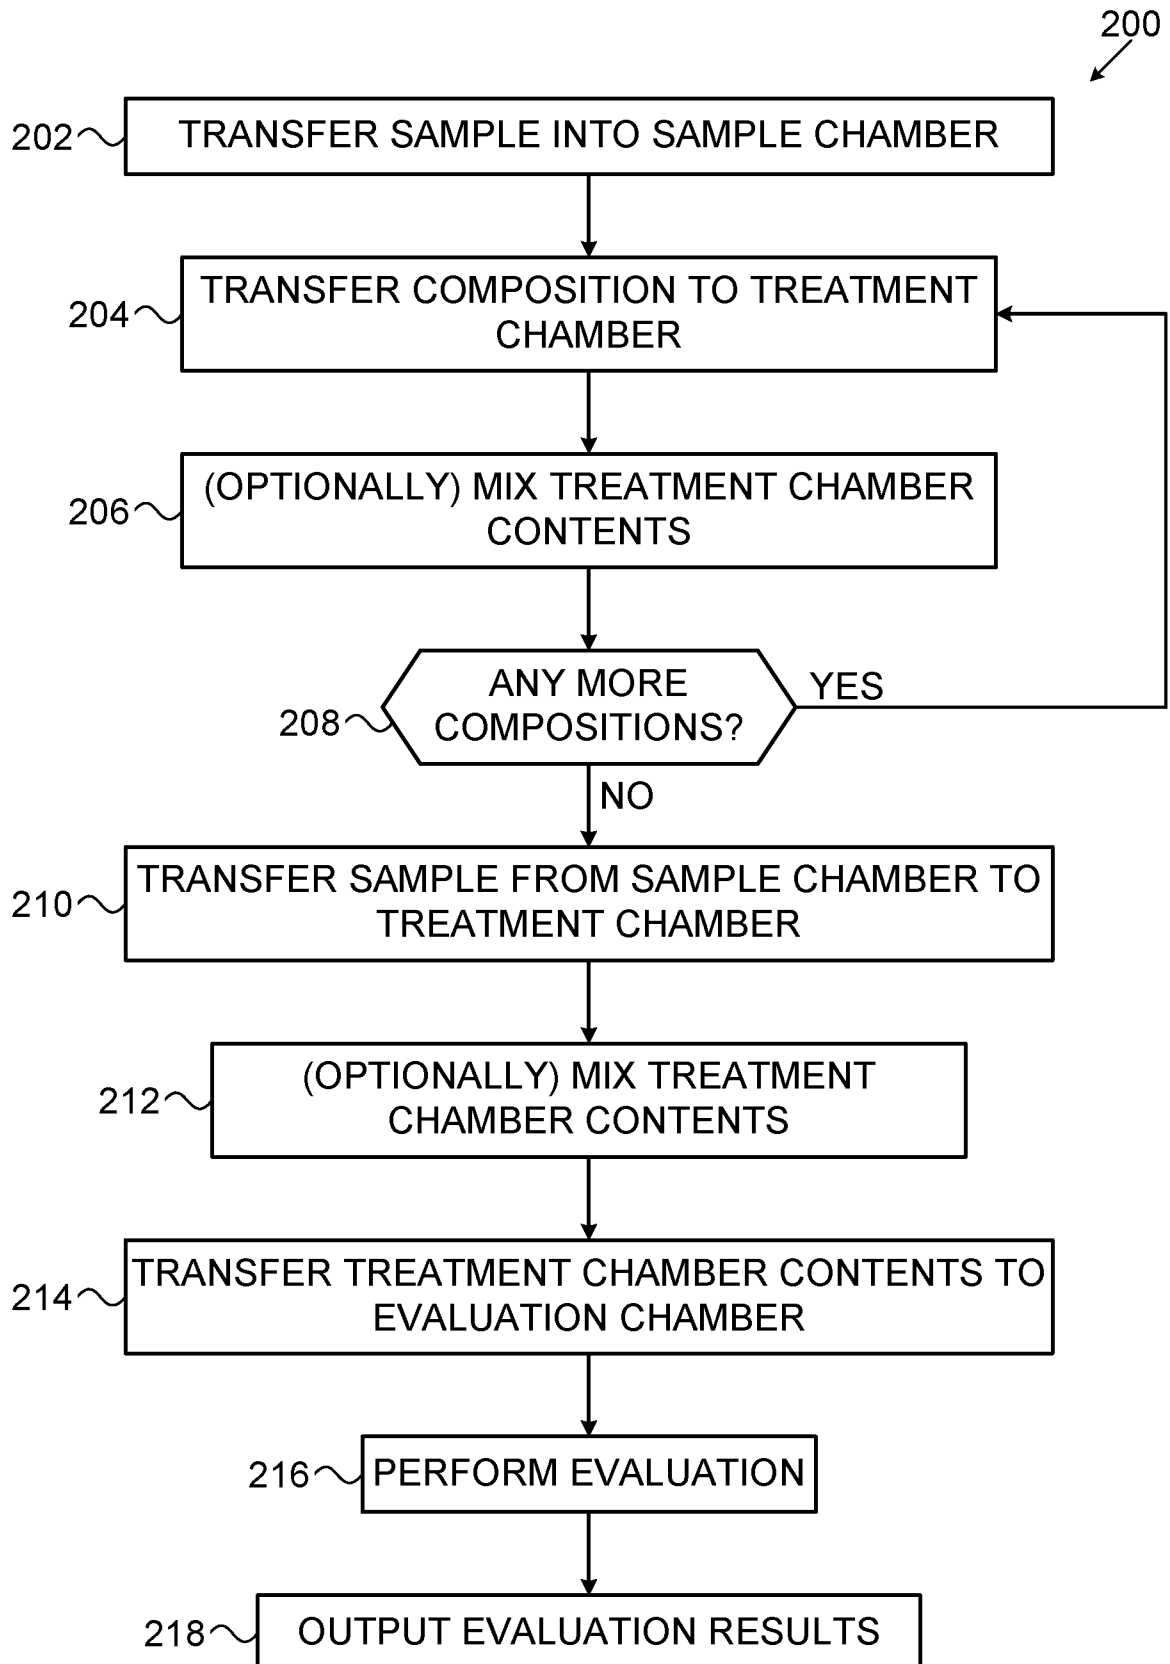 200
202
TRANSFER SAMPLE INTO SAMPLE CHAMBER
204
TRANSFER COMPOSITION TO TREATMENT
CHAMBER
206
(OPTIONALLY) MIX TREATMENT CHAMBER
CONTENTS
208
ANY MORE
COMPOSITIONS?
YES
NO
210
TRANSFER SAMPLE FROM SAMPLE CHAMBER TO
TREATMENT CHAMBER
212
(OPTIONALLY) MIX TREATMENT
CHAMBER CONTENTS
214
TRANSFER TREATMENT CHAMBER CONTENTS TO
EVALUATION CHAMBER
216
PERFORM EVALUATION
218
OUTPUT EVALUATION RESULTS